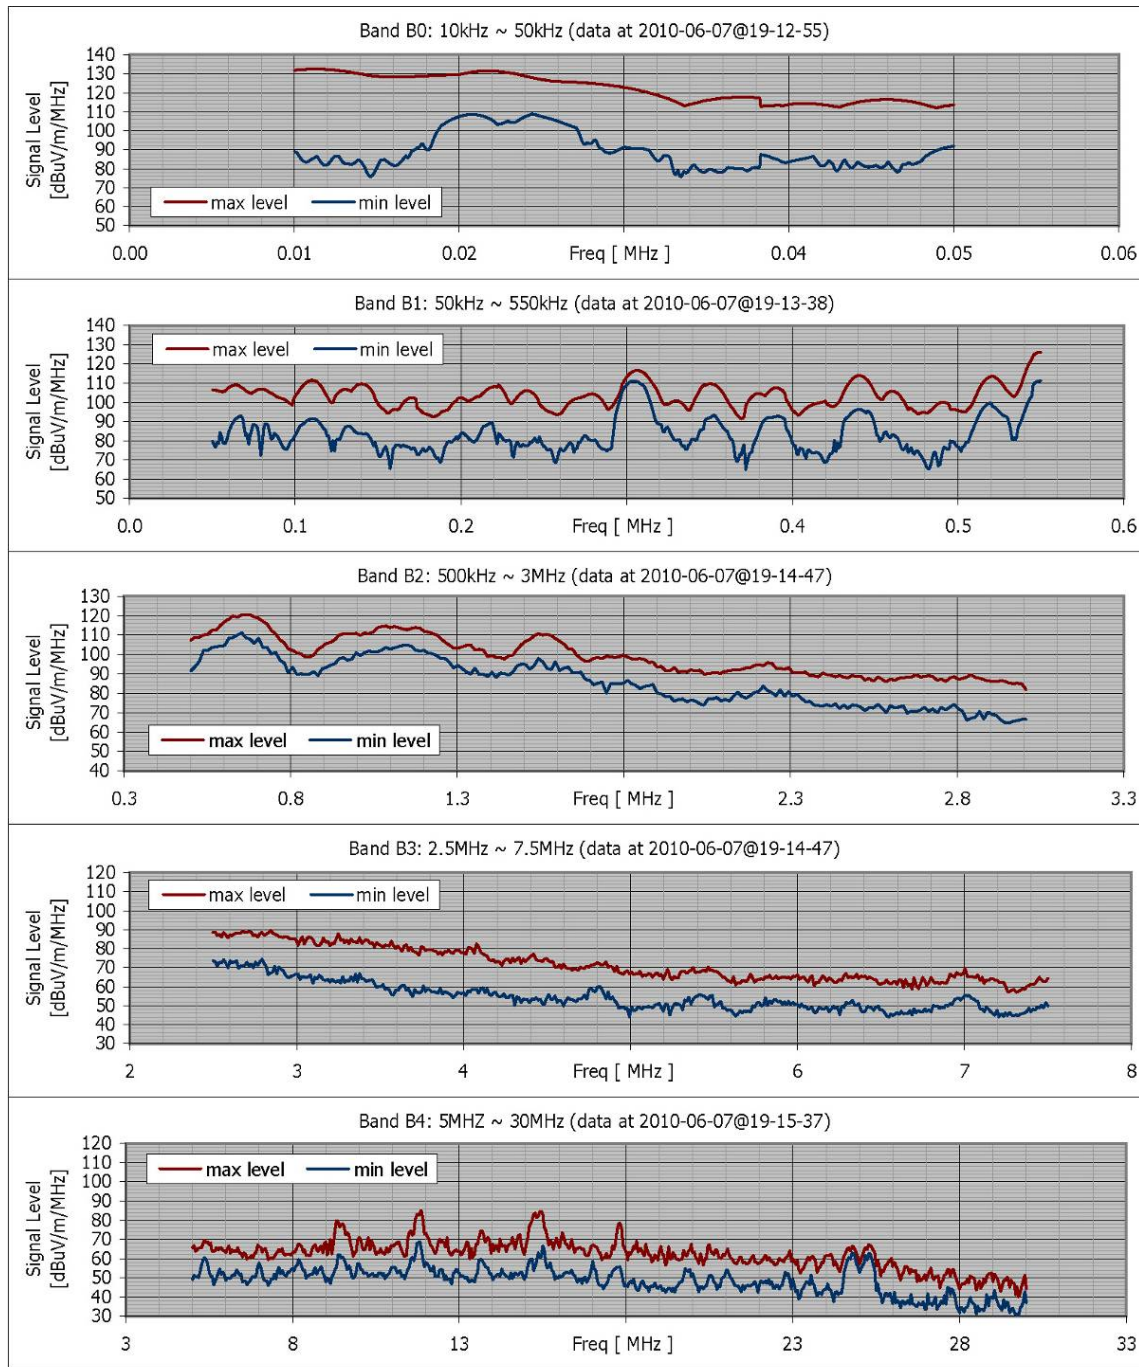 Band B0: 10kHz ~ 50kHz (data at 2010-06-07@19-12-55)
Signal Level
[dBuV/m/MHz]
140
130
120
110
100
90
80
70
60
50
max level min level
0.00 0.01 0.02 Freq [ MHz ] 0.04 0.05 0.06
Band B1: 50kHz ~ 550kHz (data at 2010-06-07@19-13-38)
Signal Level
[dBuV/m/MHz]
140
130
120
110
100
90
80
70
60
50
max level min level
0.0 0.1 0.2 Freq [ MHz ] 0.4 0.5 0.6
Band B2: 500kHz ~ 3MHz (data at 2010-06-07@19-14-47)
Signal Level
[dBuV/m/MHz]
130
120
110
100
90
80
70
60
50
40
max level min level
0.3 0.8 1.3 Freq [ MHz ] 2.3 2.8 3.3
Band B3: 2.5MHz ~ 7.5MHz (data at 2010-06-07@19-14-47)
Signal Level
[dBuV/m/MHz]
120
110
100
90
80
70
60
50
40
30
max level min level
2 3 4 Freq [ MHz ] 6 7 8
Band B4: 5MHZ ~ 30MHz (data at 2010-06-07@19-15-37)
Signal Level
[dBuV/m/MHz]
120
110
100
90
80
70
60
50
40
30
max level min level
3 8 13 Freq [ MHz ] 23 28 33